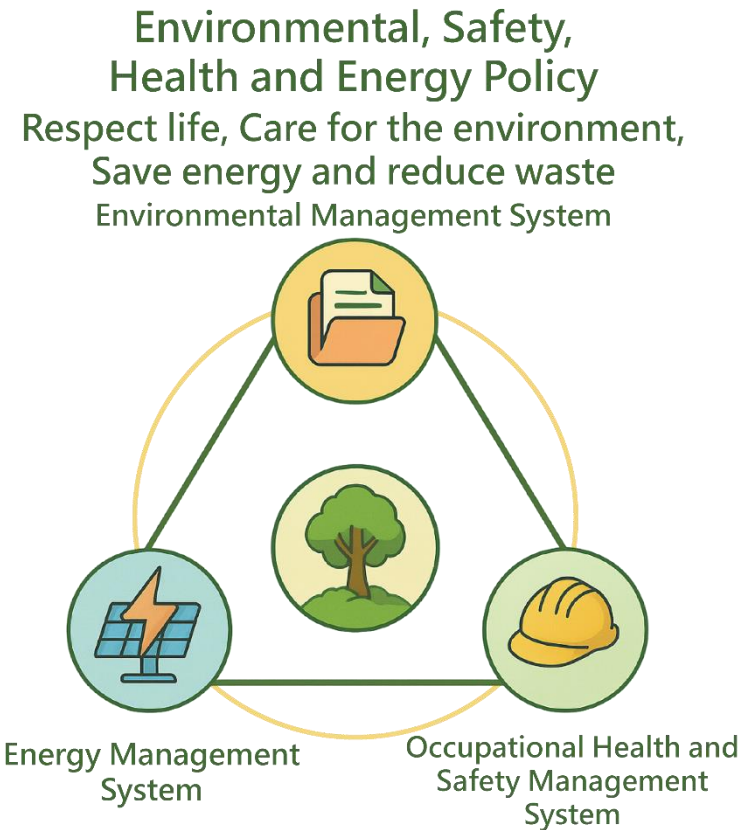 Environmental, Safety,
Health and Energy Policy
Respect life, Care for the environment,
Save energy and reduce waste
Environmental Management System
Energy Management
System
Occupational Health and
Safety Management
System